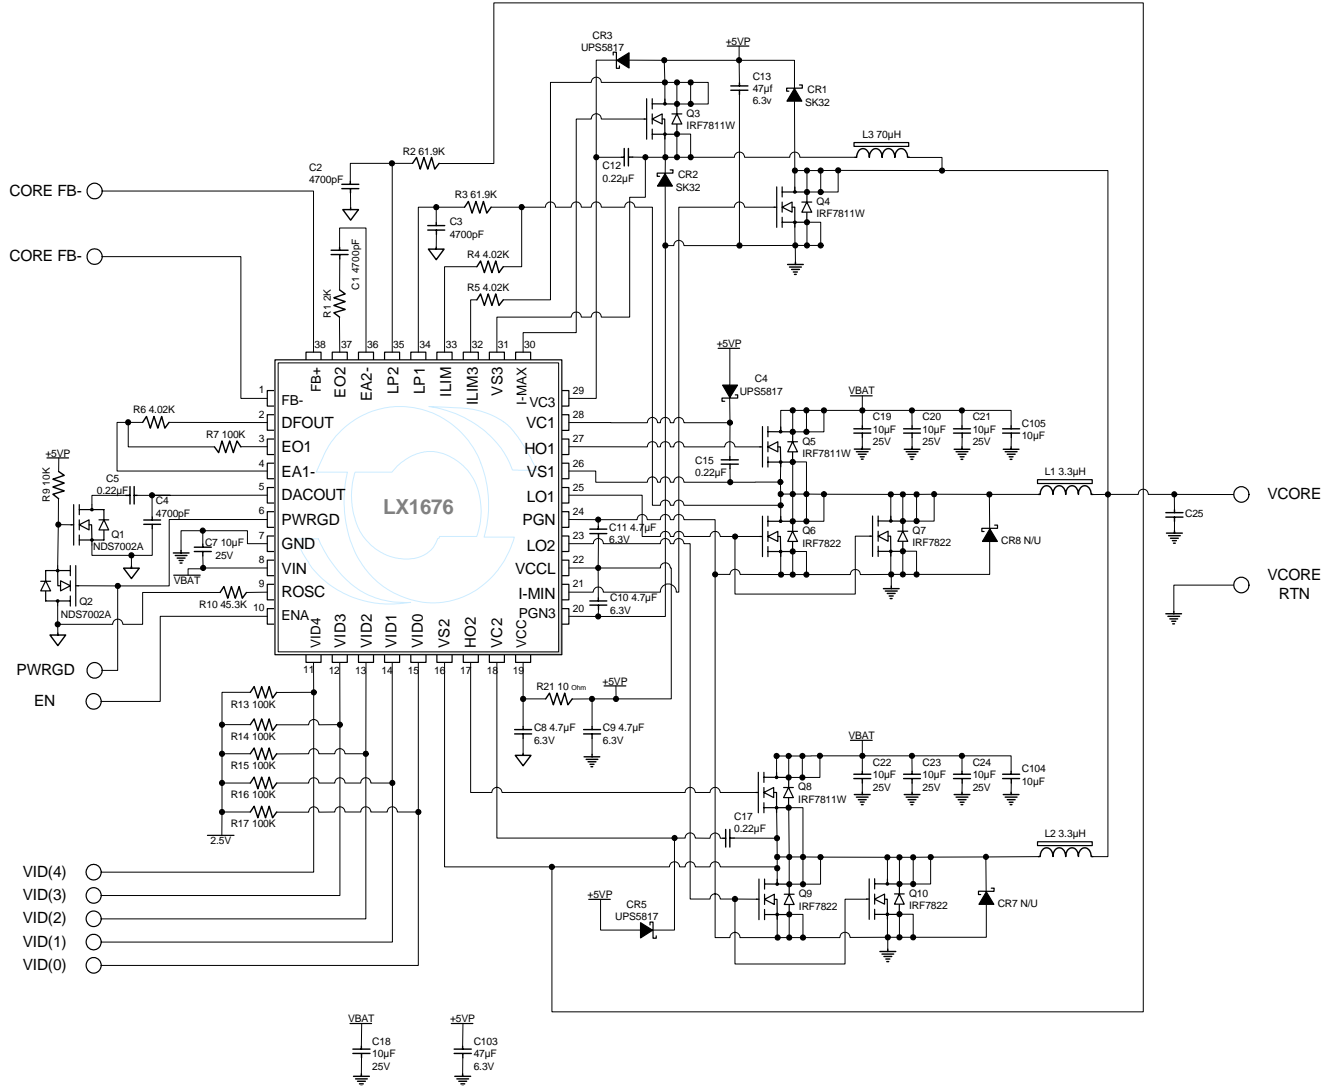 CR3
UPS5817
+5VP
C13
47µf
6.3v
CR1
SK32
Q3
IRF7811W
L3 70µH
R2 61.9K
C2
4700pF
C12
0.22µF
CR2
SK32
CORE FB-
R3 61.9K
Q4
IRF7811W
C3
4700pF
CORE FB-
C1 4700pF
R4 4.02K
R1 2K
R5 4.02K
38
37
36
35
34
33
32
31
30
FB+
EO2
EA2-
LP2
LP1
ILIM
ILIM3
VS3
I-MAX
+5VP
C4
UPS5817
1
FB-
VC3
29
VBAT
R6 4.02K
2
DFOUT
VC1
28
C19
10µF
25V
C20
10µF
25V
C21
10µF
25V
C105
10µF
R7 100K
3
EO1
HO1
27
Q5
IRF7811W
+5VP
R9 10K
4
EA1-
VS1
26
C15
0.22µF
L1 3.3µH
C5
0.22µF
5
DACOUT
LO1
25
VCORE
LX1676
C4
4700pF
6
PWRGD
PGN
24
C25
Q1
NDS7002A
C11 4.7µF
6.3V
Q6
IRF7822
Q7
IRF7822
CR8 N/U
7
GND
LO2
23
C7 10µF
25V
VBAT
8
VIN
VCCL
22
VCORE
RTN
9
ROSC
I-MIN
21
Q2
NDS7002A
R10 45.3K
C10 4.7µF
6.3V
10
ENA
PGN3
20
VID4
VID3
VID2
VID1
VID0
VS2
HO2
VC2
VCC
11
12
13
14
15
16
17
18
19
PWRGD
EN
R21 10 Ohm
+5VP
R13 100K
C8 4.7µF
6.3V
C9 4.7µF
6.3V
R14 100K
R15 100K
R16 100K
R17 100K
2.5V
VBAT
C22
10µF
25V
C23
10µF
25V
C24
10µF
25V
C104
10µF
Q8
IRF7811W
C17
0.22µF
L2 3.3µH
VID(4)
VID(3)
VID(2)
VID(1)
VID(0)
+5VP
CR5
UPS5817
Q9
IRF7822
Q10
IRF7822
CR7 N/U
VBAT
C18
10µF
25V
+5VP
C103
47µF
6.3V